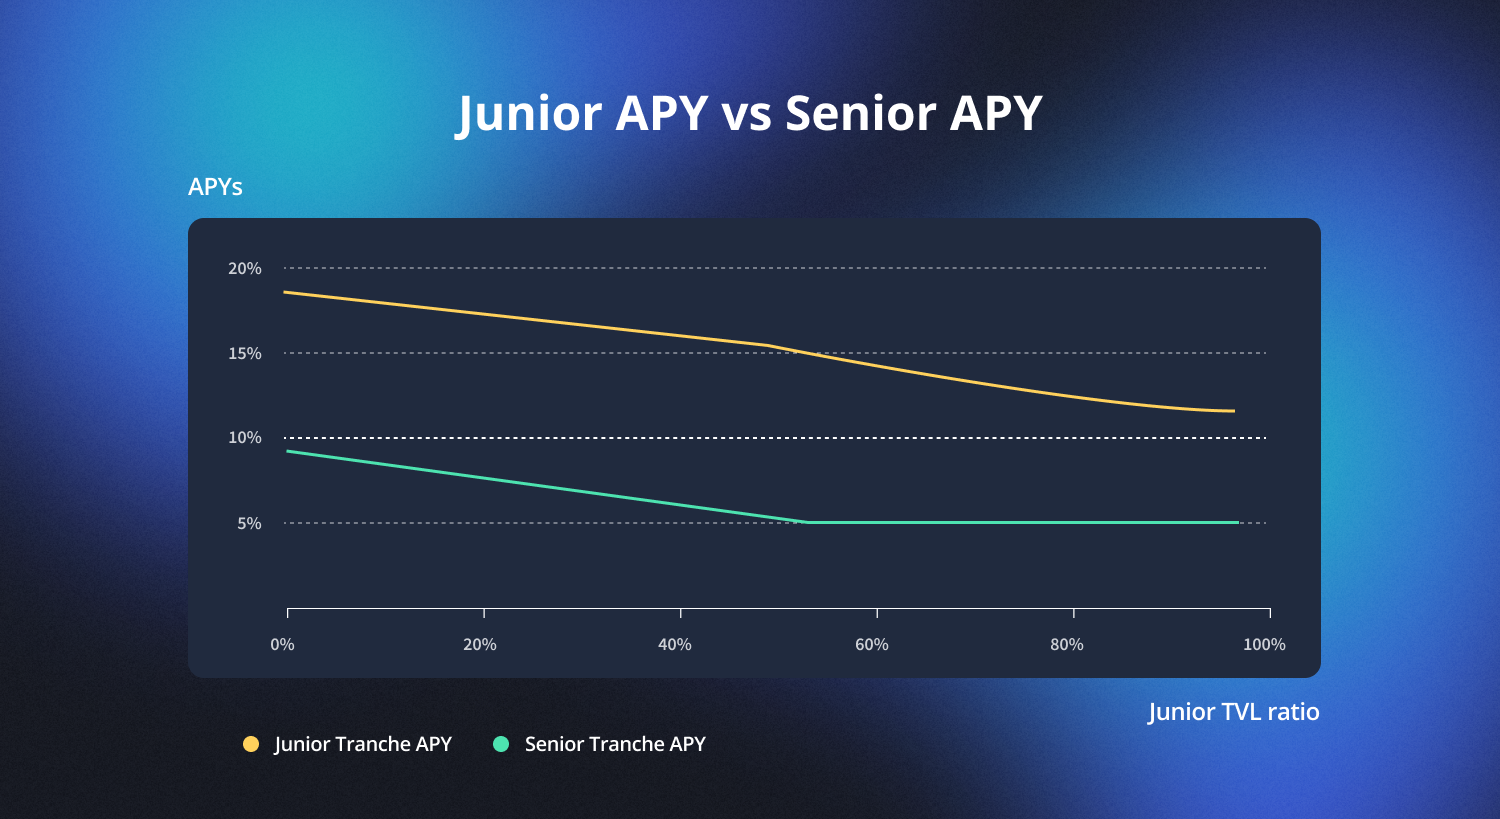 Junior APY vs Senior APY
APYs
20%
15%
10%
5%
0% 20% 40% 60% 80% 100%
Junior TVL ratio
Junior Tranche APY Senior Tranche APY